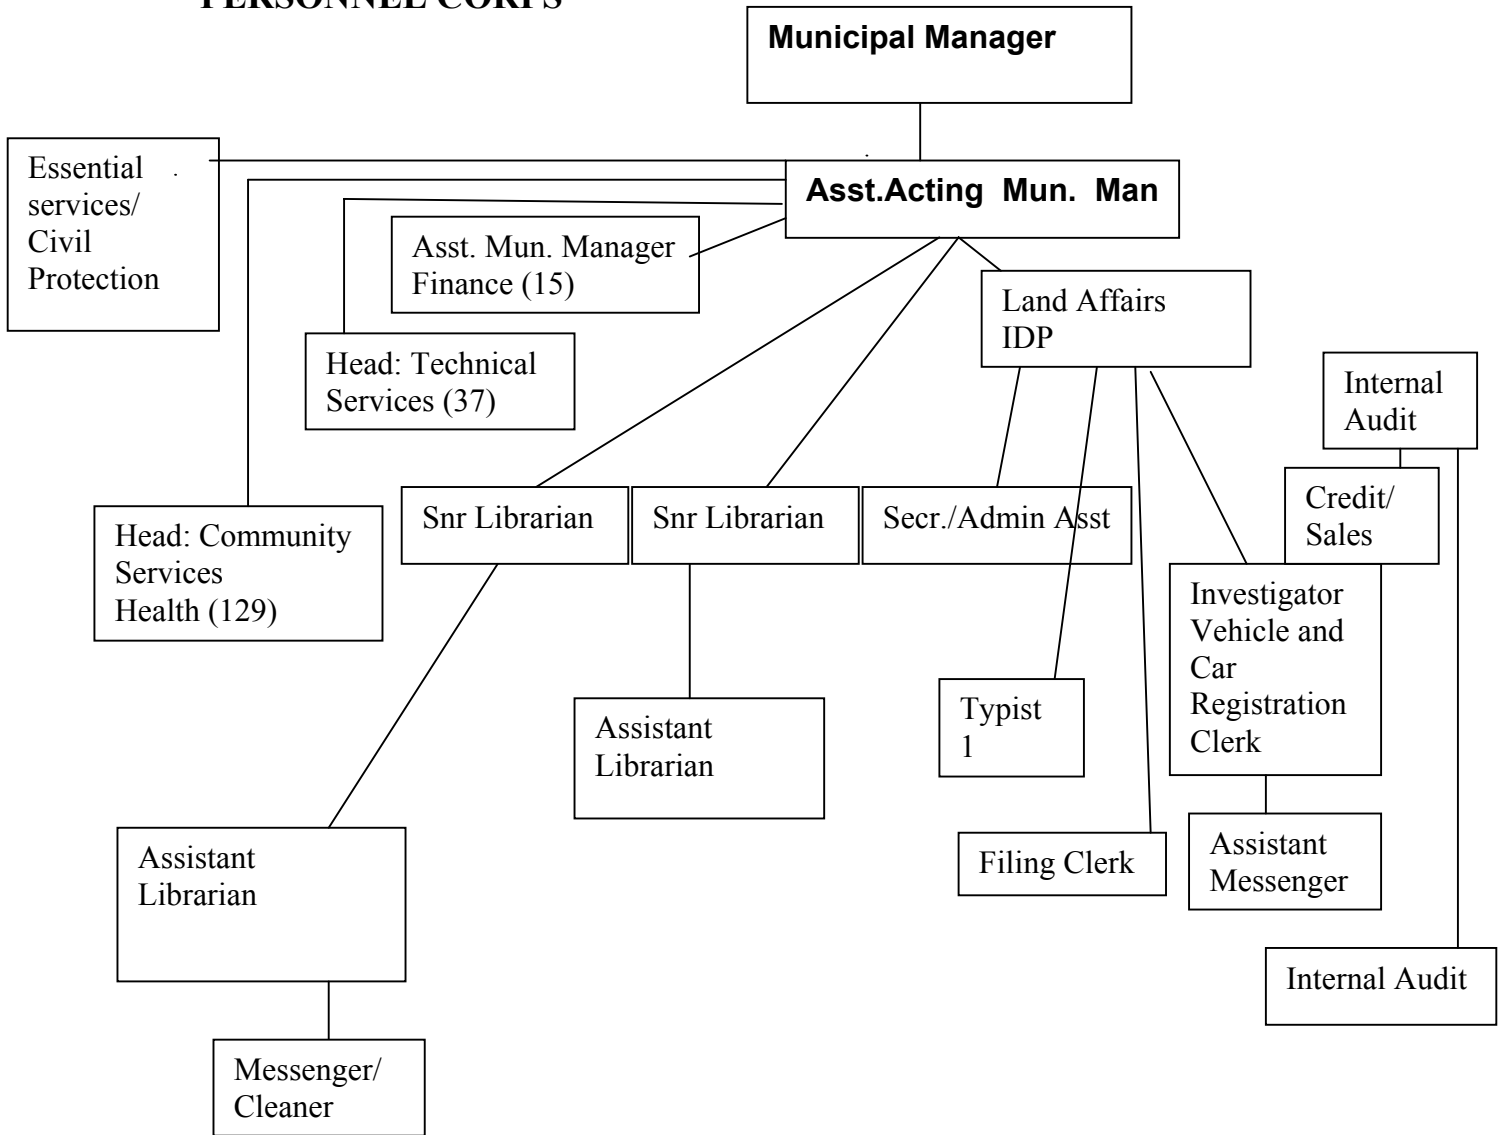 PERSONNEL CORPS
Municipal Manager
Essential
services/
Civil
Protection
Asst.Acting Mun. Man
Asst. Mun. Manager
Finance (15)
Land Affairs
IDP
Head: Technical
Services (37)
Internal
Audit
Head: Community
Services
Health (129)
Snr Librarian
Snr Librarian
Secr./Admin Asst
Credit/
Sales
Investigator
Vehicle and
Car
Registration
Clerk
Typist
1
Assistant
Librarian
Assistant
Librarian
Filing Clerk
Assistant
Messenger
Internal Audit
Messenger/
Cleaner